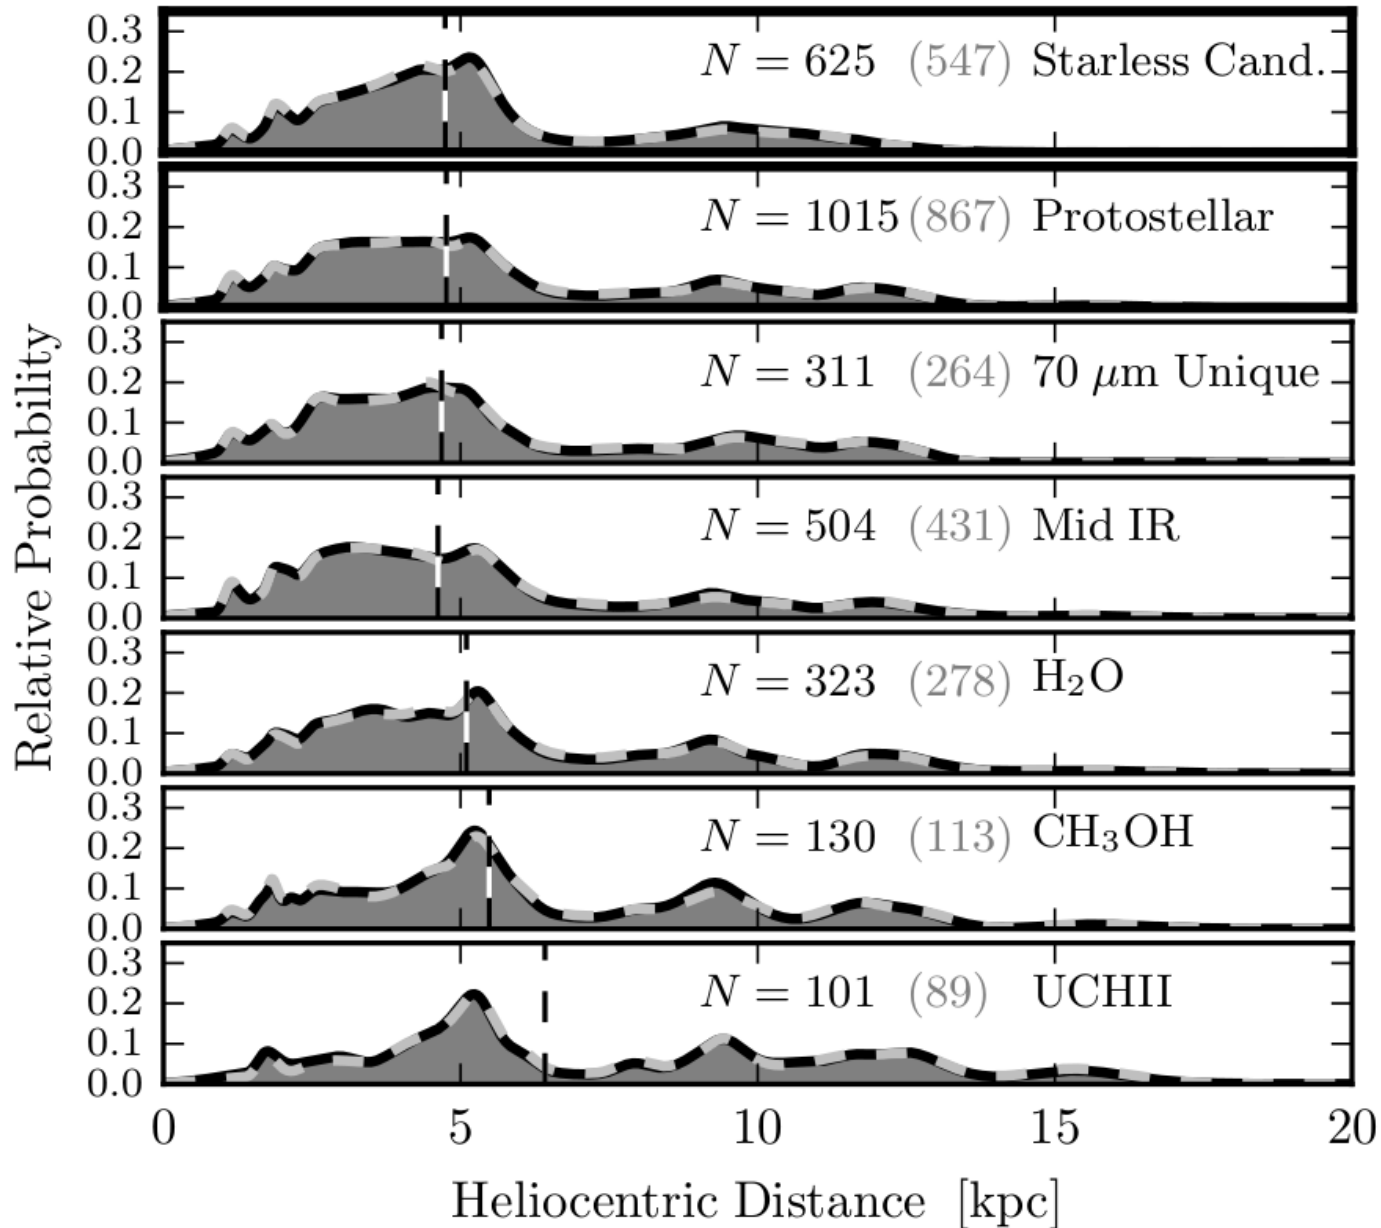 0.3
0.2
0.1
0.0
N = 625 (547) Starless Cand.
0.3
0.2
0.1
0.0
N = 1015 (867) Protostellar
0.3
0.2
0.1
0.0
N = 311 (264) 70 μm Unique
0.3
0.2
0.1
0.0
N = 504 (431) Mid IR
0.3
0.2
0.1
0.0
N = 323 (278) H₂O
0.3
0.2
0.1
0.0
N = 130 (113) CH₃OH
0.3
0.2
0.1
0.0
N = 101 (89) UCHII
Relative Probability
0 5 10 15 20
Heliocentric Distance [kpc]